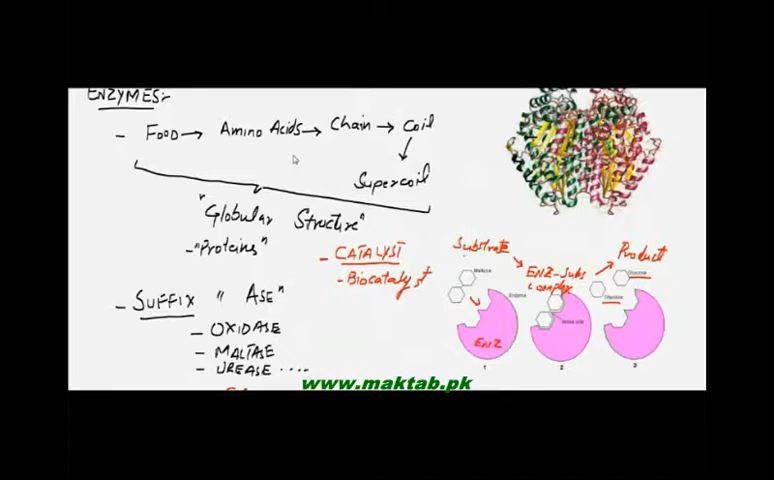 ENZYMES:-
- FOOD → Amino Acids → Chain → Coil
Supercoil
"Globular Structure"
- "Proteins"
- CATALYST
- Biocatalyst
- SUFFIX "ASE"
- OXIDASE
- MALTASE
- UREASE ....
Substrate
ENZ-Subs
Complex
Product
Maltose
Enzyme
Active site
Glucose
Glucose
ENZ
1
2
3
www.maktab.pk